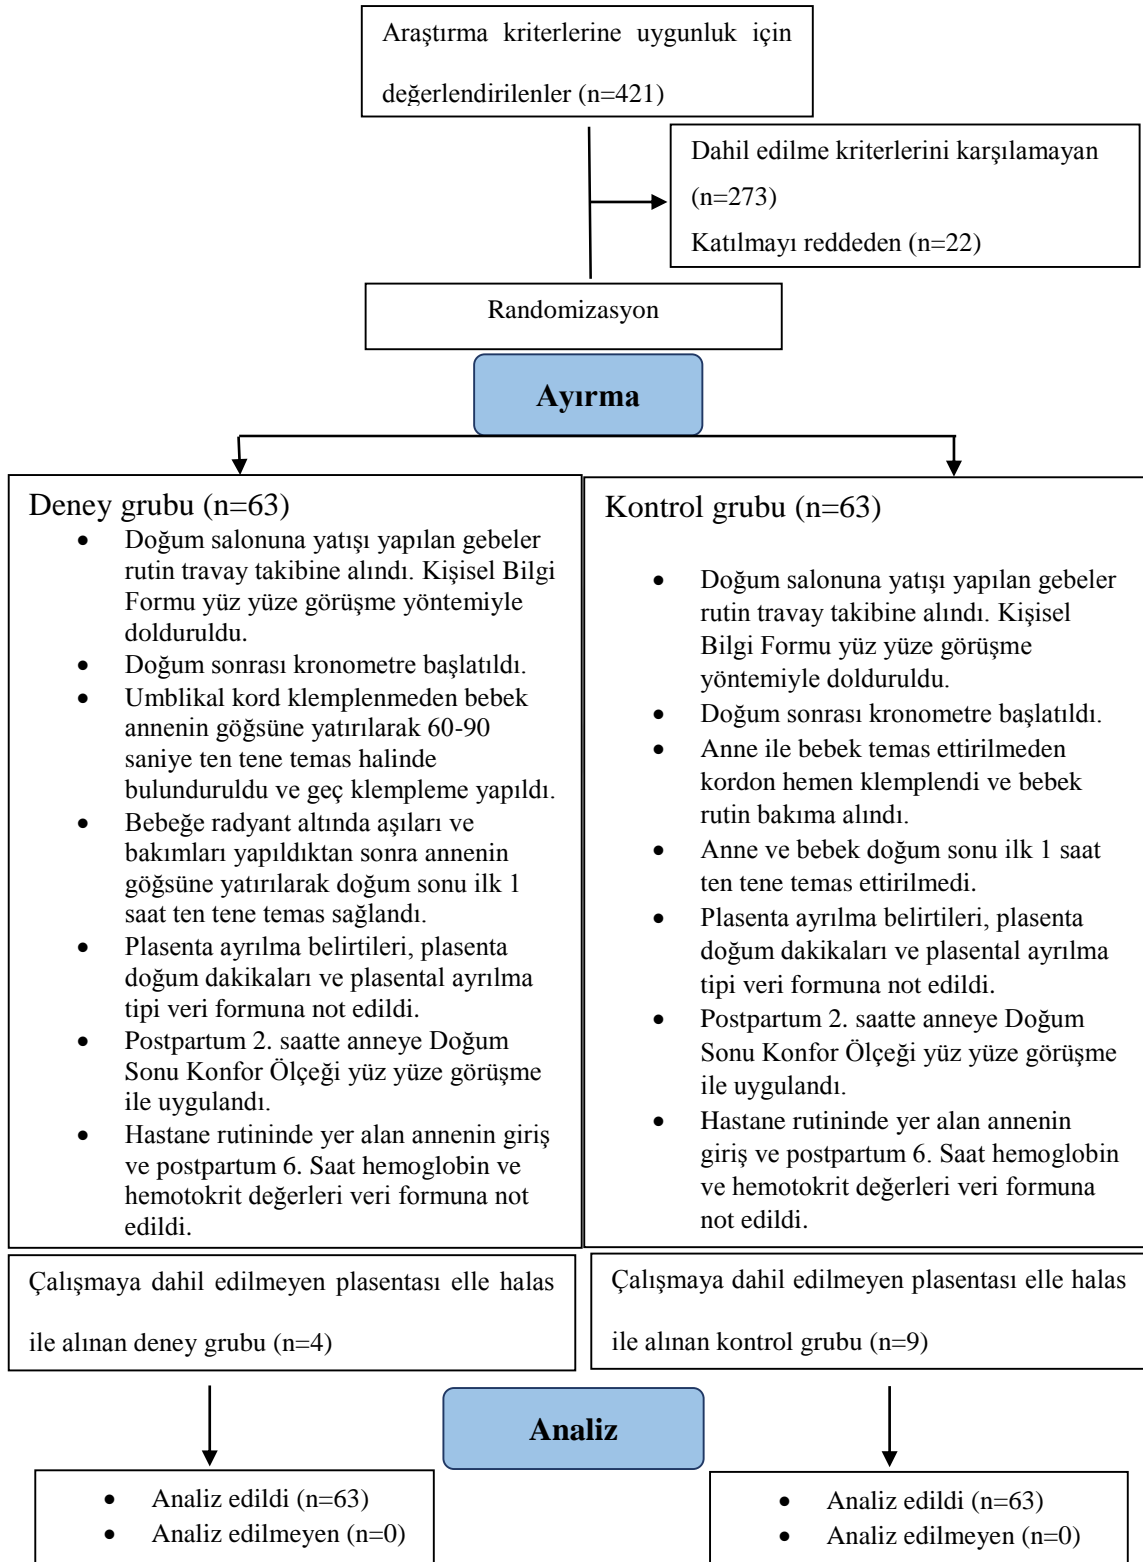 Araştırma kriterlerine uygunluk için
değerlendirilenler (n=421)
Dahil edilme kriterlerini karşılamayan
(n=273)
Katılmayı reddeden (n=22)
Randomizasyon
Ayırma
Deney grubu (n=63)
• Doğum salonuna yatışı yapılan gebeler
rutin travay takibine alındı. Kişisel Bilgi
Formu yüz yüze görüşme yöntemiyle
dolduruldu.
• Doğum sonrası kronometre başlatıldı.
• Umblikal kord klemplenmeden bebek
annenin göğsüne yatırılarak 60-90
saniye ten tene temas halinde
bulunduruldu ve geç klempleme yapıldı.
• Bebeğe radyant altında aşıları ve
bakımları yapıldıktan sonra annenin
göğsüne yatırılarak doğum sonu ilk 1
saat ten tene temas sağlandı.
• Plasenta ayrılma belirtileri, plasenta
doğum dakikaları ve plasental ayrılma
tipi veri formuna not edildi.
• Postpartum 2. saatte anneye Doğum
Sonu Konfor Ölçeği yüz yüze görüşme
ile uygulandı.
• Hastane rutininde yer alan annenin giriş
ve postpartum 6. Saat hemoglobin ve
hemotokrit değerleri veri formuna not
edildi.
Kontrol grubu (n=63)
• Doğum salonuna yatışı yapılan gebeler
rutin travay takibine alındı. Kişisel
Bilgi Formu yüz yüze görüşme
yöntemiyle dolduruldu.
• Doğum sonrası kronometre başlatıldı.
• Anne ile bebek temas ettirilmeden
kordon hemen klemplendi ve bebek
rutin bakıma alındı.
• Anne ve bebek doğum sonu ilk 1 saat
ten tene temas ettirilmedi.
• Plasenta ayrılma belirtileri, plasenta
doğum dakikaları ve plasental ayrılma
tipi veri formuna not edildi.
• Postpartum 2. saatte anneye Doğum
Sonu Konfor Ölçeği yüz yüze görüşme
ile uygulandı.
• Hastane rutininde yer alan annenin
giriş ve postpartum 6. Saat hemoglobin
ve hemotokrit değerleri veri formuna
not edildi.
Çalışmaya dahil edilmeyen plasentası elle halas
ile alınan deney grubu (n=4)
Çalışmaya dahil edilmeyen plasentası elle halas
ile alınan kontrol grubu (n=9)
Analiz
• Analiz edildi (n=63)
• Analiz edilmeyen (n=0)
• Analiz edildi (n=63)
• Analiz edilmeyen (n=0)